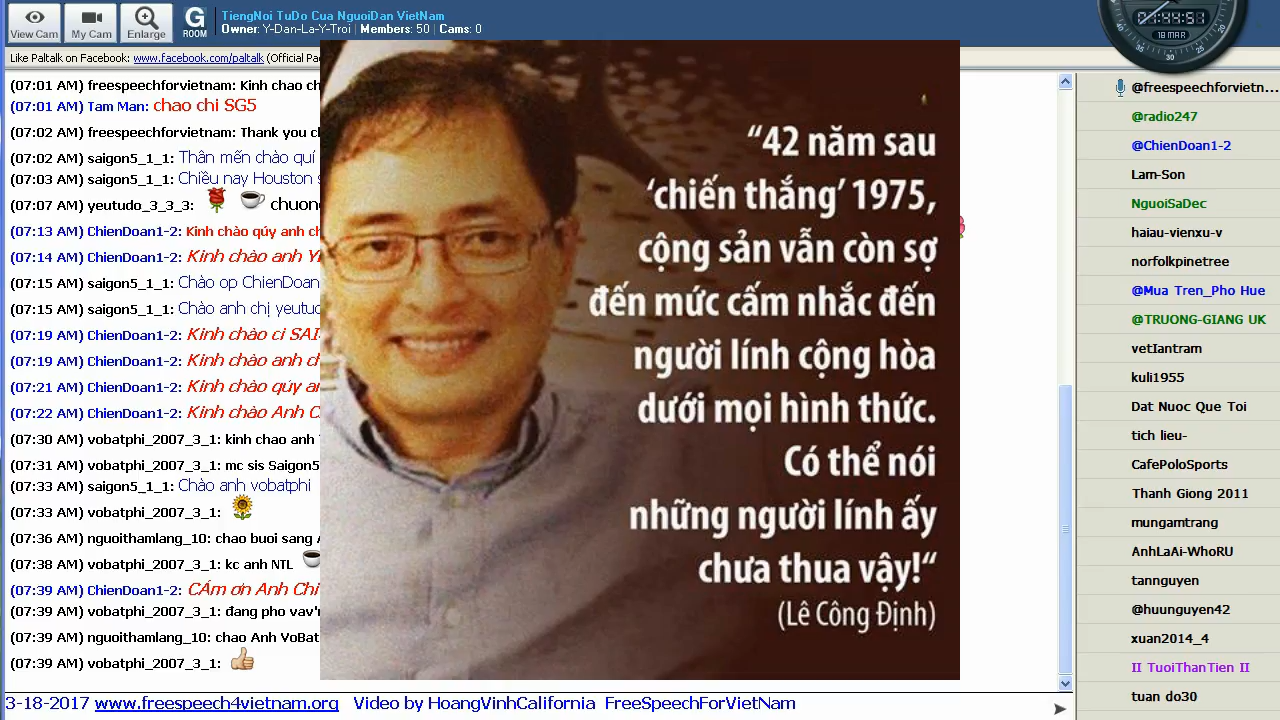 View Cam
My Cam
Enlarge
G
ROOM
TiengNoi TuDo Cua NguoiDan VietNam
Owner: Y-Dan-La-Y-Troi | Members: 50 | Cams: 0
18 MAR
Like Paltalk on Facebook: www.facebook.com/paltalk (Official Pa
(07:01 AM) freespeechforvietnam: Kinh chao ch
(07:01 AM) Tam Man: chao chi SG5
(07:02 AM) freespeechforvietnam: Thank you c
(07:02 AM) saigon5_1_1: Thân mến chào quí
(07:03 AM) saigon5_1_1: Chiều nay Houston s
(07:07 AM) yeutudo_3_3_3: chuon
(07:13 AM) ChienDoan1-2: Kinh chào qúy anh c
(07:14 AM) ChienDoan1-2: Kinh chào anh Y
(07:15 AM) saigon5_1_1: Chào op ChienDoan
(07:15 AM) saigon5_1_1: Chào anh chị yeutud
(07:19 AM) ChienDoan1-2: Kinh chào ci SAI
(07:19 AM) ChienDoan1-2: Kinh chào anh ch
(07:21 AM) ChienDoan1-2: Kinh chào qúy an
(07:22 AM) ChienDoan1-2: Kinh chào Anh C
(07:30 AM) vobatphi_2007_3_1: kinh chao anh
(07:31 AM) vobatphi_2007_3_1: mc sis Saigon5
(07:33 AM) saigon5_1_1: Chào anh vobatphi
(07:33 AM) vobatphi_2007_3_1:
(07:36 AM) nguoithamlang_10: chao buoi sang A
(07:38 AM) vobatphi_2007_3_1: kc anh NTL
(07:39 AM) ChienDoan1-2: CÁm ơn Anh Chi
(07:39 AM) vobatphi_2007_3_1: đang pho vav'r
(07:39 AM) nguoithamlang_10: chao Anh VoBat
(07:39 AM) vobatphi_2007_3_1:
“42 năm sau
‘chiến thắng’ 1975,
cộng sản vẫn còn sợ
đến mức cấm nhắc đến
người lính cộng hòa
dưới mọi hình thức.
Có thể nói
những người lính ấy
chưa thua vậy!“
(Lê Công Định)
@freespeechforvietn...
@radio247
@ChienDoan1-2
Lam-Son
NguoiSaDec
haiau-vienxu-v
norfolkpinetree
@Mua Tren_Pho Hue
@TRUONG-GIANG UK
vetIantram
kuli1955
Dat Nuoc Que Toi
tich lieu-
CafePoloSports
Thanh Giong 2011
mungamtrang
AnhLaAi-WhoRU
tannguyen
@huunguyen42
xuan2014_4
II TuoiThanTien II
tuan do30
3-18-2017 www.freespeech4vietnam.org Video by HoangVinhCalifornia FreeSpeechForVietNam